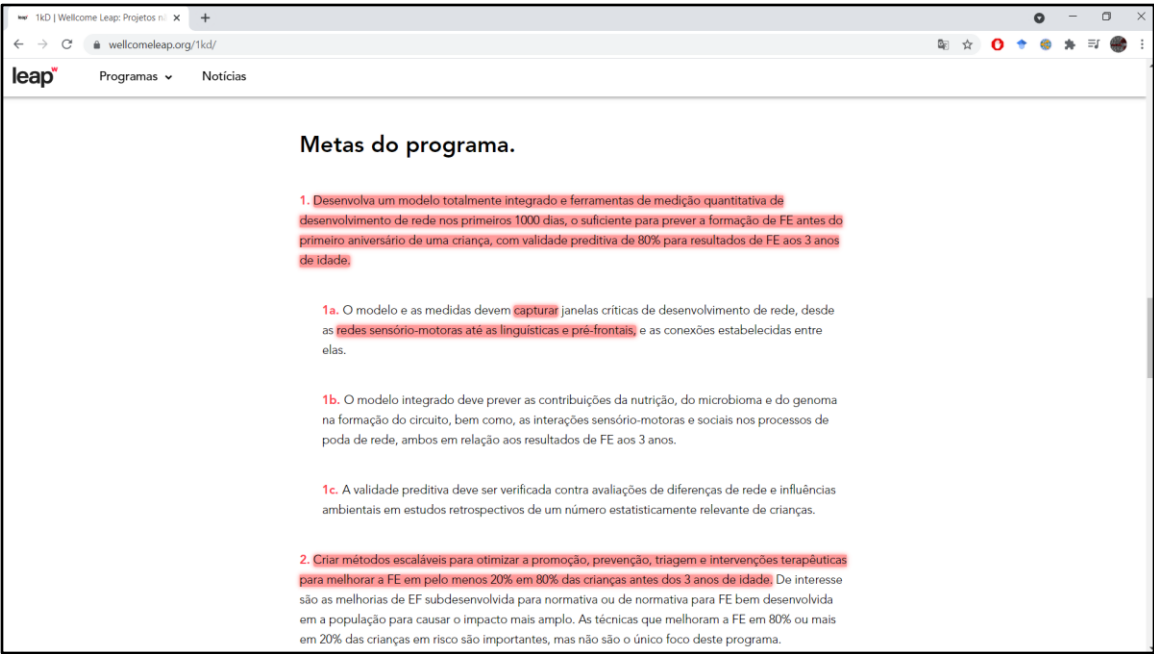 1kD | Wellcome Leap: Projetos na
wellcomeleap.org/1kd/
leap
Programas
Notícias
Metas do programa.
1. Desenvolva um modelo totalmente integrado e ferramentas de medição quantitativa de
desenvolvimento de rede nos primeiros 1000 dias, o suficiente para prever a formação de FE antes do
primeiro aniversário de uma criança, com validade preditiva de 80% para resultados de FE aos 3 anos
de idade.
1a. O modelo e as medidas devem capturar janelas críticas de desenvolvimento de rede, desde
as redes sensório-motoras até as linguísticas e pré-frontais, e as conexões estabelecidas entre
elas.
1b. O modelo integrado deve prever as contribuições da nutrição, do microbioma e do genoma
na formação do circuito, bem como, as interações sensório-motoras e sociais nos processos de
poda de rede, ambos em relação aos resultados de FE aos 3 anos.
1c. A validade preditiva deve ser verificada contra avaliações de diferenças de rede e influências
ambientais em estudos retrospectivos de um número estatisticamente relevante de crianças.
2. Criar métodos escaláveis para otimizar a promoção, prevenção, triagem e intervenções terapêuticas
para melhorar a FE em pelo menos 20% em 80% das crianças antes dos 3 anos de idade. De interesse
são as melhorias de EF subdesenvolvida para normativa ou de normativa para FE bem desenvolvida
em a população para causar o impacto mais amplo. As técnicas que melhoram a FE em 80% ou mais
em 20% das crianças em risco são importantes, mas não são o único foco deste programa.